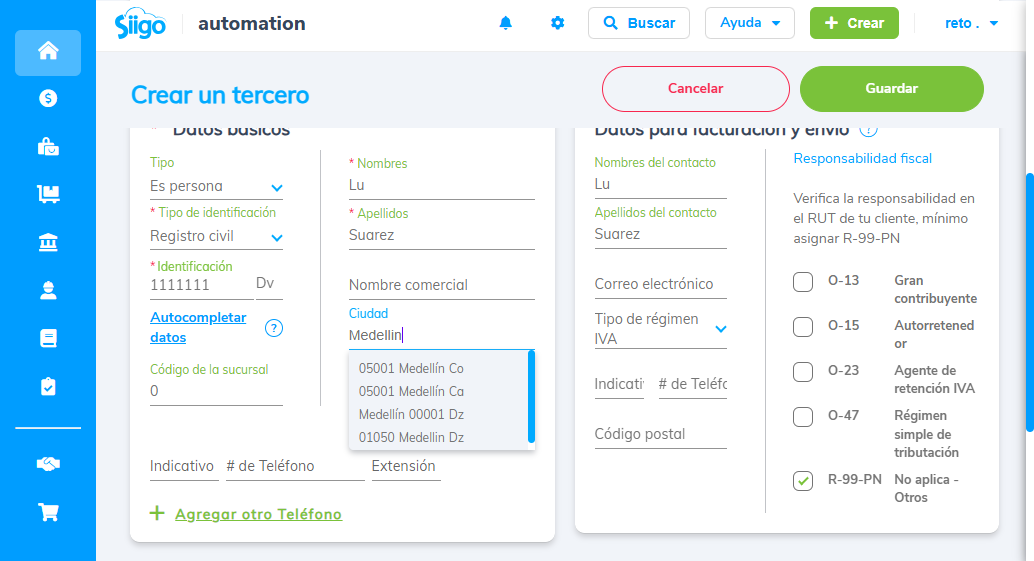 Siigo
automation
Buscar
Ayuda
Crear
reto .
Crear un tercero
Cancelar
Guardar
* Datos básicos
Tipo
Es persona
* Tipo de identificación
Registro civil
* Identificación
1111111
Dv
Autocompletar
datos
?
Código de la sucursal
0
* Nombres
Lu
* Apellidos
Suarez
Nombre comercial
Ciudad
Medellin
05001 Medellín Co
05001 Medellín Ca
Medellín 00001 Dz
01050 Medellin Dz
Indicativo
# de Teléfono
Extensión
Agregar otro Teléfono
Datos para facturación y envío ?
Nombres del contacto
Lu
Apellidos del contacto
Suarez
Correo electrónico
Tipo de régimen
IVA
Indicativ
# de Teléfo
Código postal
Responsabilidad fiscal
Verifica la responsabilidad en
el RUT de tu cliente, mínimo
asignar R-99-PN
O-13 Gran
contribuyente
O-15 Autorretened
or
O-23 Agente de
retención IVA
O-47 Régimen
simple de
tributación
R-99-PN No aplica -
Otros